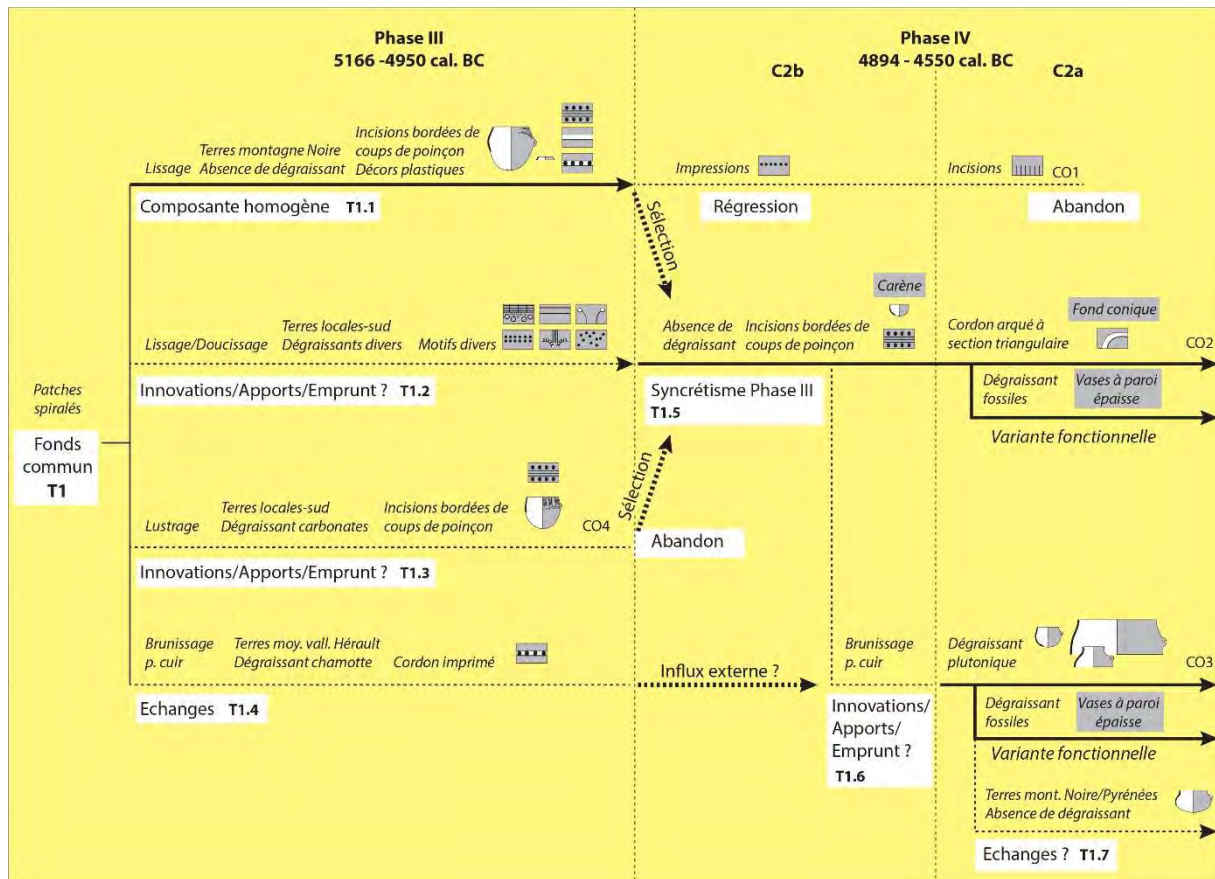 Phase III
5166 -4950 cal. BC
Phase IV
4894 - 4550 cal. BC
C2b
C2a
Lissage
Terres montagne Noire
Absence de dégraissant
Incisions bordées de
coups de poinçon
Décors plastiques
Composante homogène T1.1
Impressions
Régression
Incisions
CO1
Abandon
Sélection
Lissage/Doucissage
Terres locales-sud
Dégraissants divers
Motifs divers
Innovations/Apports/Emprunt ? T1.2
Absence de
dégraissant
Incisions bordées de
coups de poinçon
Carène
Cordon arqué à
section triangulaire
Fond conique
CO2
Syncrétisme Phase III
T1.5
Dégraissant
fossiles
Vases à paroi
épaisse
Variante fonctionnelle
Patches
spiralés
Fonds
commun
T1
Lustrage
Terres locales-sud
Dégraissant carbonates
Incisions bordées de
coups de poinçon
CO4
Sélection
Abandon
Innovations/Apports/Emprunt ? T1.3
Brunissage
p. cuir
Terres moy. vall. Hérault
Dégraissant chamotte
Cordon imprimé
Echanges T1.4
Influx externe ?
Brunissage
p. cuir
Dégraissant
plutonique
CO3
Innovations/
Apports/
Emprunt ?
T1.6
Dégraissant
fossiles
Vases à paroi
épaisse
Variante fonctionnelle
Terres mont. Noire/Pyrénées
Absence de dégraissant
Echanges ? T1.7